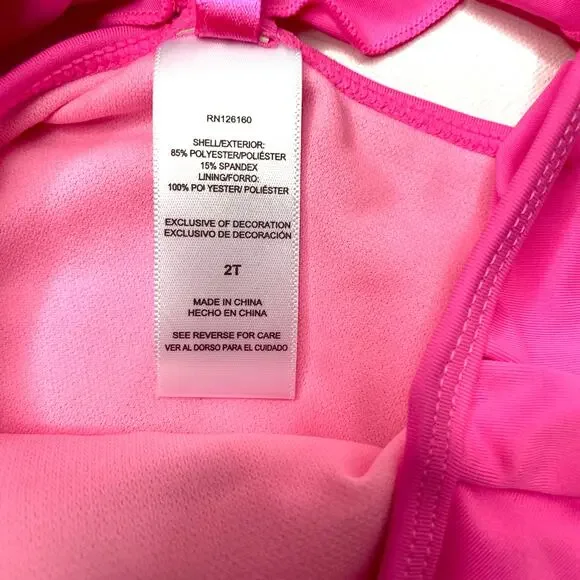 RN126160
SHELL/EXTERIOR:
85% POLYESTER/POLIÉSTER
15% SPANDEX
LINING/FORRO:
100% POLYESTER/ POLIÉSTER
EXCLUSIVE OF DECORATION
EXCLUSIVO DE DECORACIÓN
2T
MADE IN CHINA
HECHO EN CHINA
SEE REVERSE FOR CARE
VER AL DORSO PARA EL CUIDADO